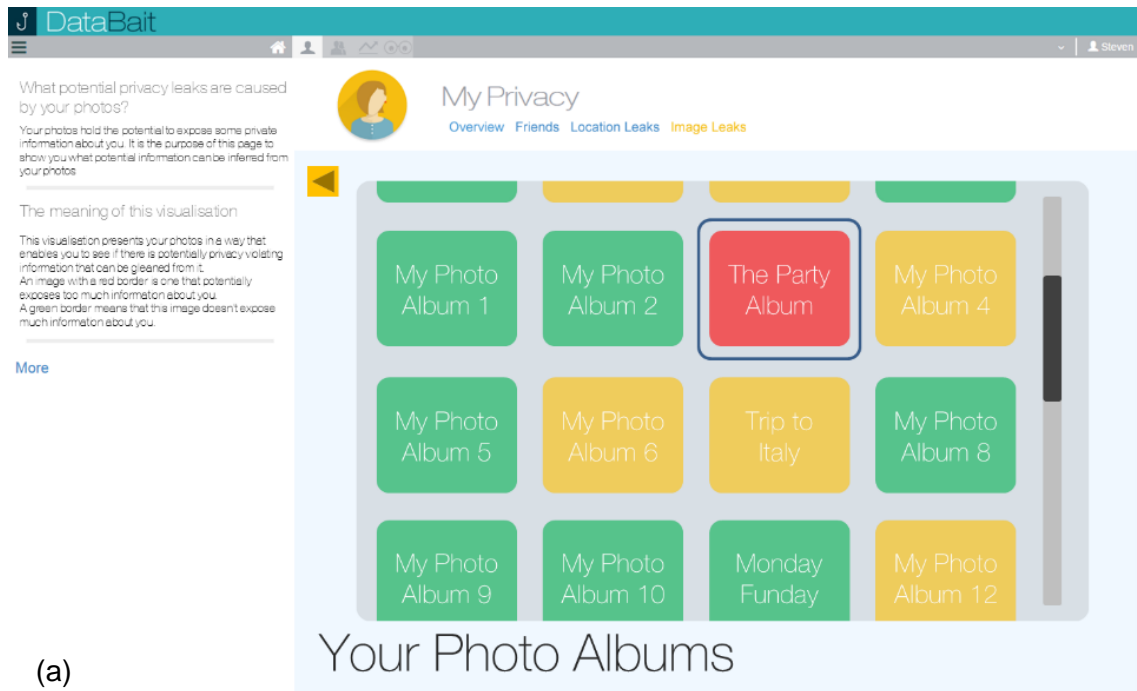 DataBait
Steven
What potential privacy leaks are caused
by your photos?
Your photos hold the potential to expose some private
information about you. It is the purpose of this page to
show you what potential information can be inferred from
your photos
The meaning of this visualisation
This visualisation presents your photos in a way that
enables you to see if there is potentially privacy violating
information that can be gleaned from it.
An image with a red border is one that potentially
exposes too much information about you.
A green border means that this image doesn't expose
much information about you.
More
My Privacy
Overview Friends Location Leaks Image Leaks
My Photo
Album 1
My Photo
Album 2
The Party
Album
My Photo
Album 4
My Photo
Album 5
My Photo
Album 6
Trip to
Italy
My Photo
Album 8
My Photo
Album 9
My Photo
Album 10
Monday
Funday
My Photo
Album 12
Your Photo Albums
(a)